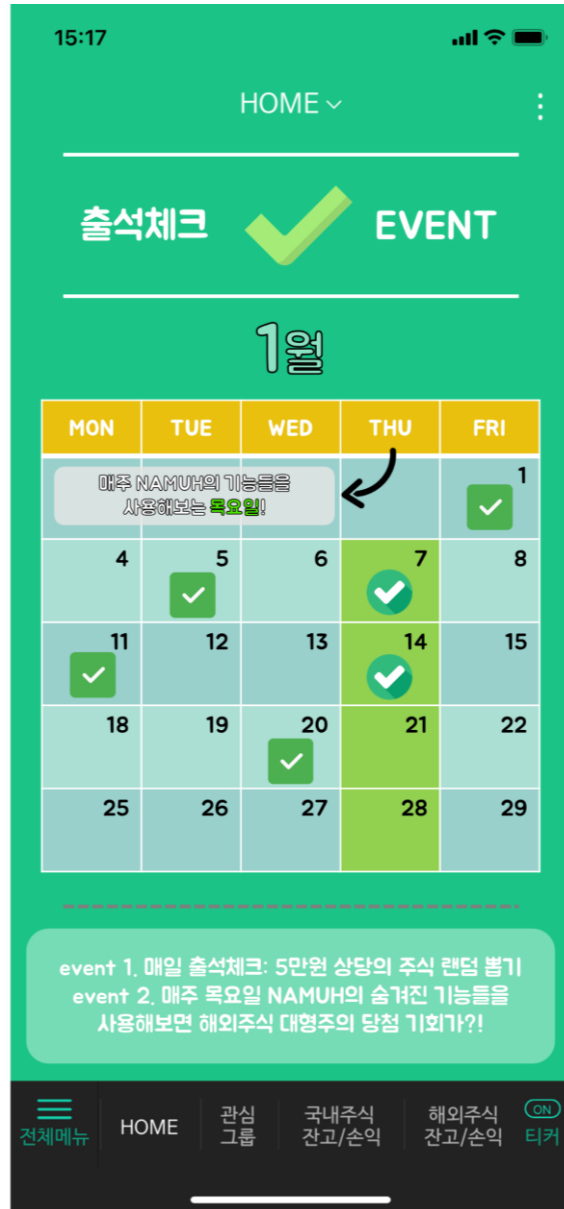 15:17
HOME
출석체크 EVENT
1월
MON TUE WED THU FRI
매주 NAMUH의 기능들을
사용해보는 목요일!
1
4 5 6 7 8
11 12 13 14 15
18 19 20 21 22
25 26 27 28 29
event 1. 매일 출석체크: 5만원 상당의 주식 랜덤 뽑기
event 2. 매주 목요일 NAMUH의 숨겨진 기능들을
사용해보면 해외주식 대형주의 당첨 기회가?!
전체메뉴
HOME
관심
그룹
국내주식
잔고/손익
해외주식
잔고/손익
ON
티커